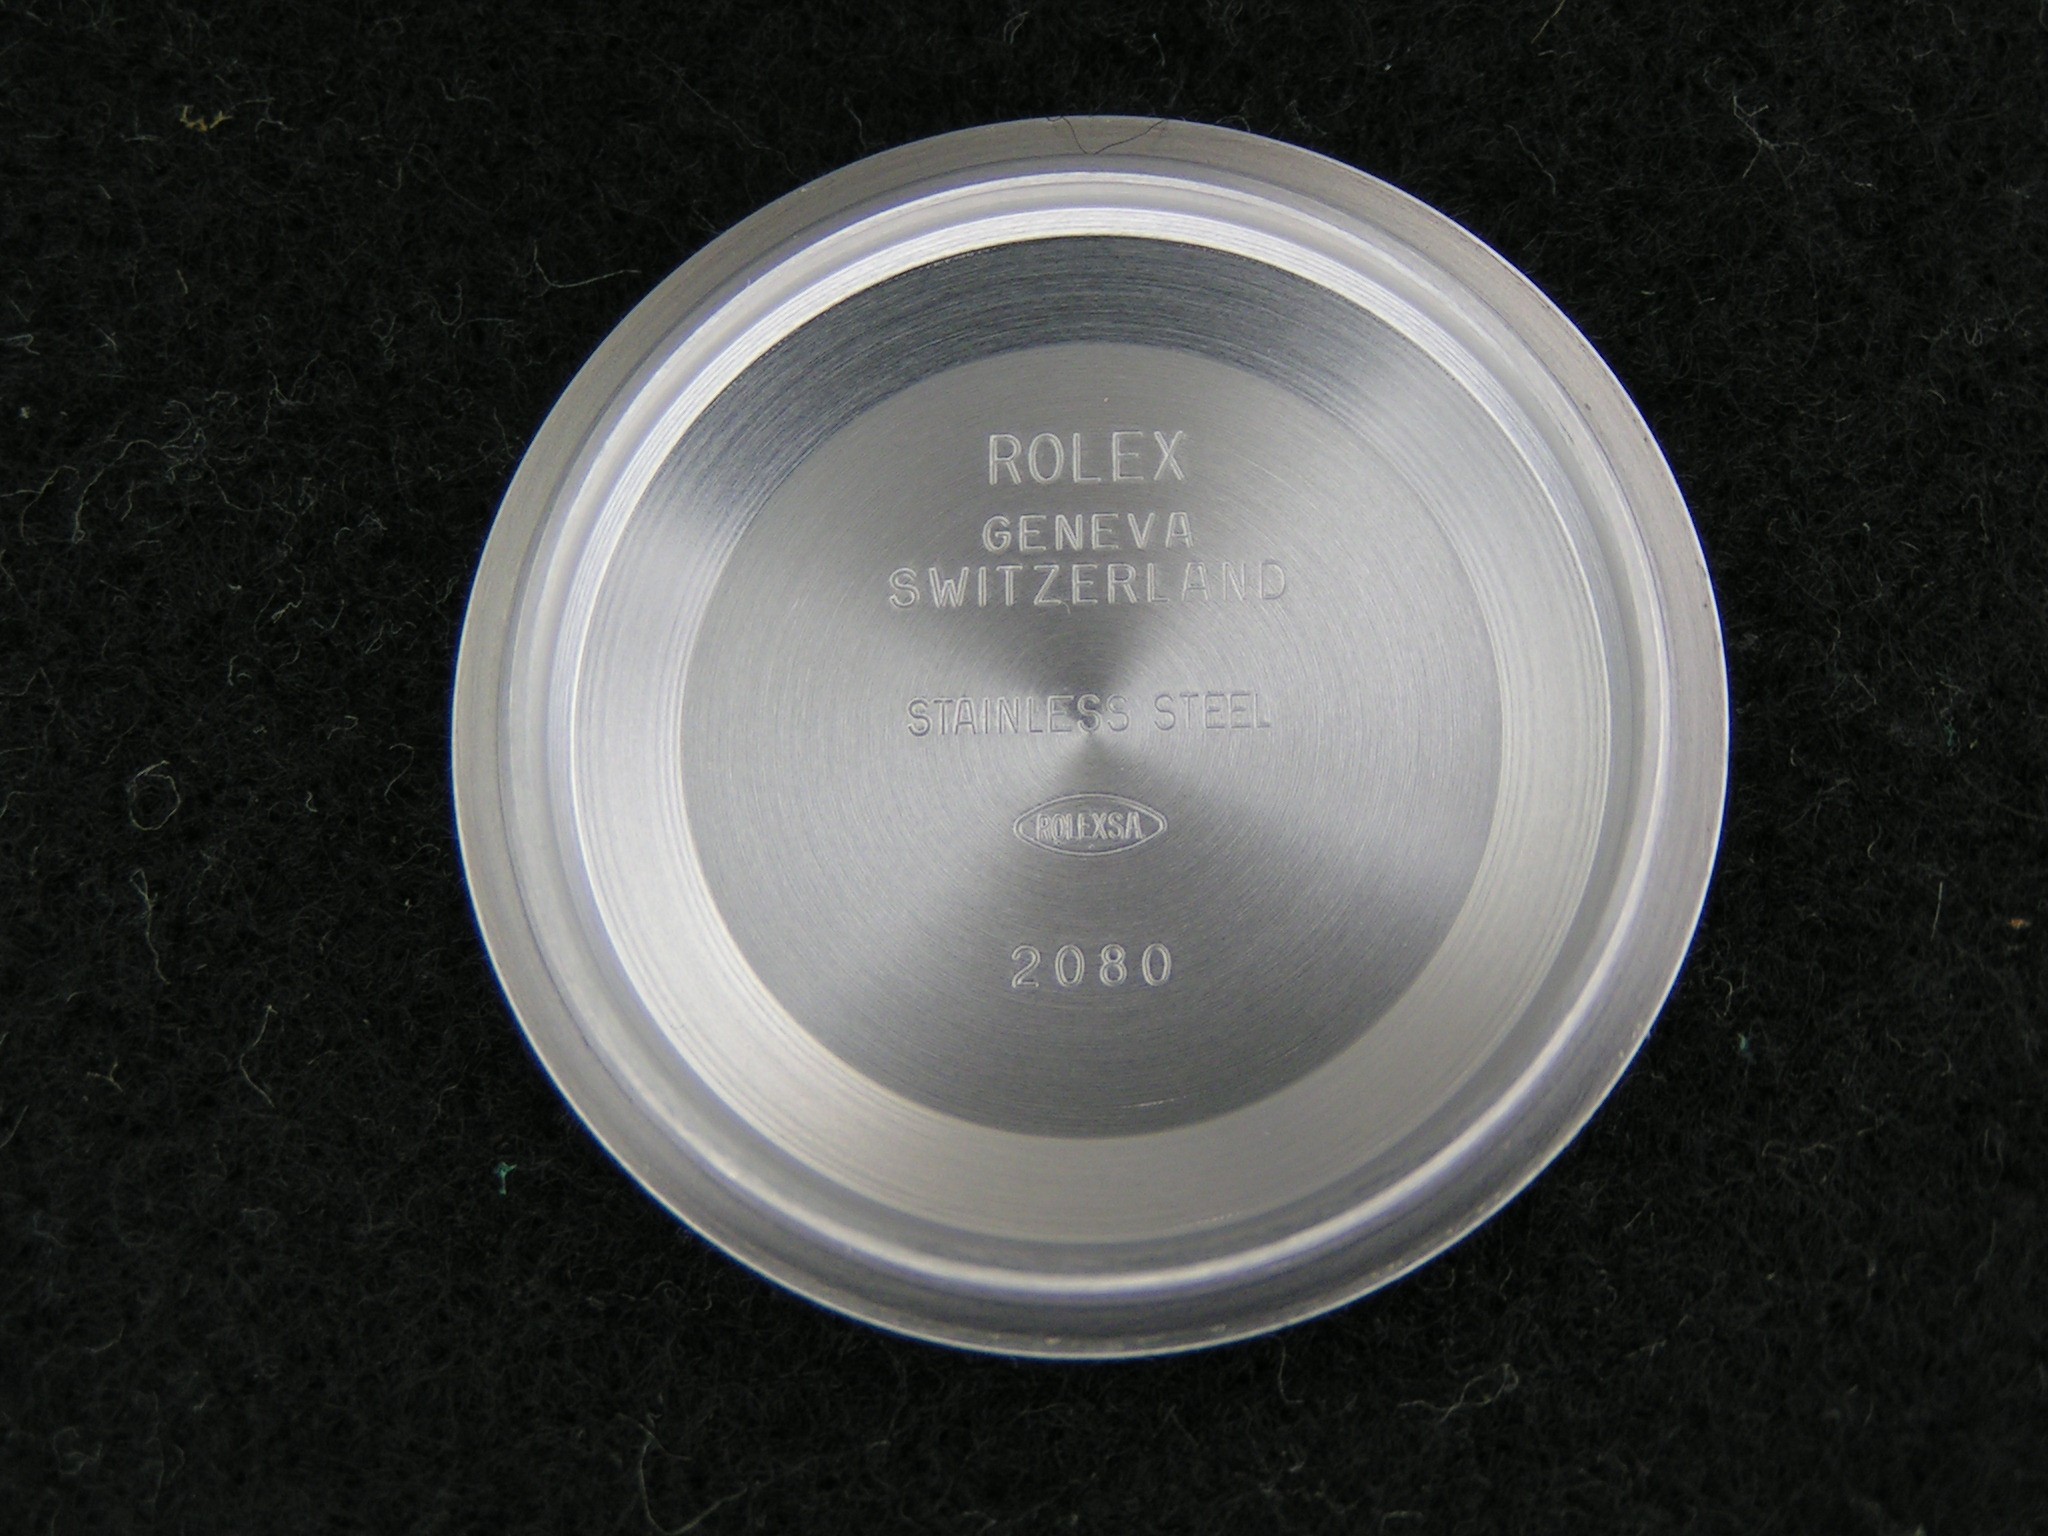 ROLEX
GENEVA
SWITZERLAND
STAINLESS STEEL
ROLEXSA
2080